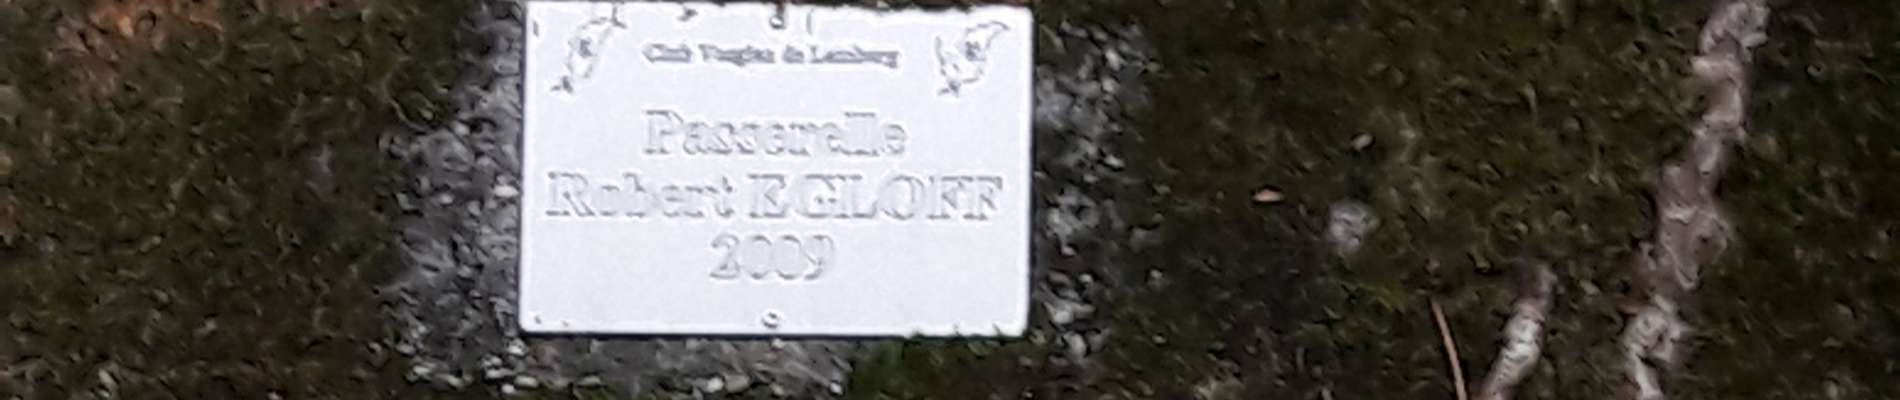 Club Vosgien de Lemberg
Passerelle
Robert EGLOFF
2009